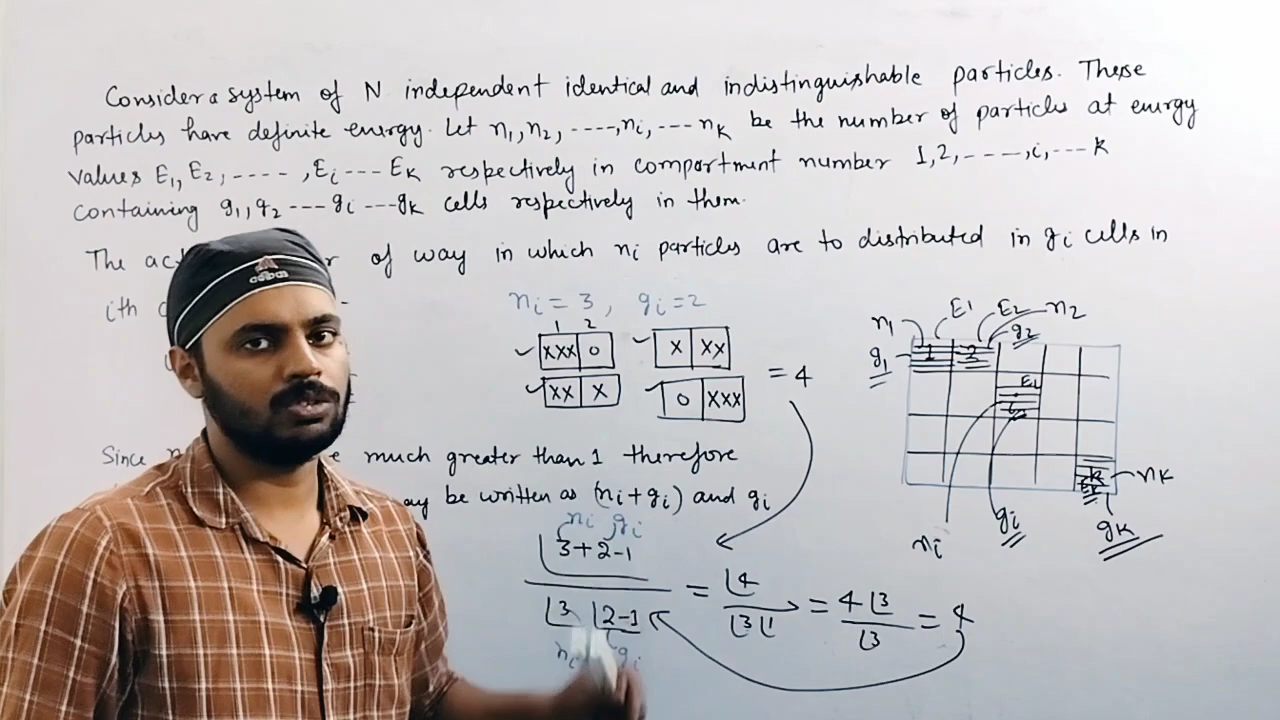 Consider a system of N independent identical and indistinguishable particles. These
particles have definite energy. Let n₁, n₂, -----, nᵢ, --- nK be the number of particles at energy
values E₁, E₂, ----, Eᵢ --- EK respectively in compartment number 1, 2, -----, i, --- K
containing g₁, g₂ --- gᵢ --- gK cells respectively in them.
The of way in which nᵢ particles are to distributed in gᵢ cells in
ith
nᵢ = 3, gᵢ = 2
1 2
✓ XXX 0 ✓ X XX
✓ XX X ✓ 0 XXX
= 4
n₁ E1 E2 n₂
g₁ 1 2 g₂
Eᵢ
i
k nK
EK
nᵢ gᵢ gK
Since much greater than 1 therefore
be written as (nᵢ+gᵢ) and gᵢ
nᵢ gᵢ
|3+2-1
|3 |2-1 = |4 / |3 |1 = 4|3 / |3 = 4
nᵢ gᵢ